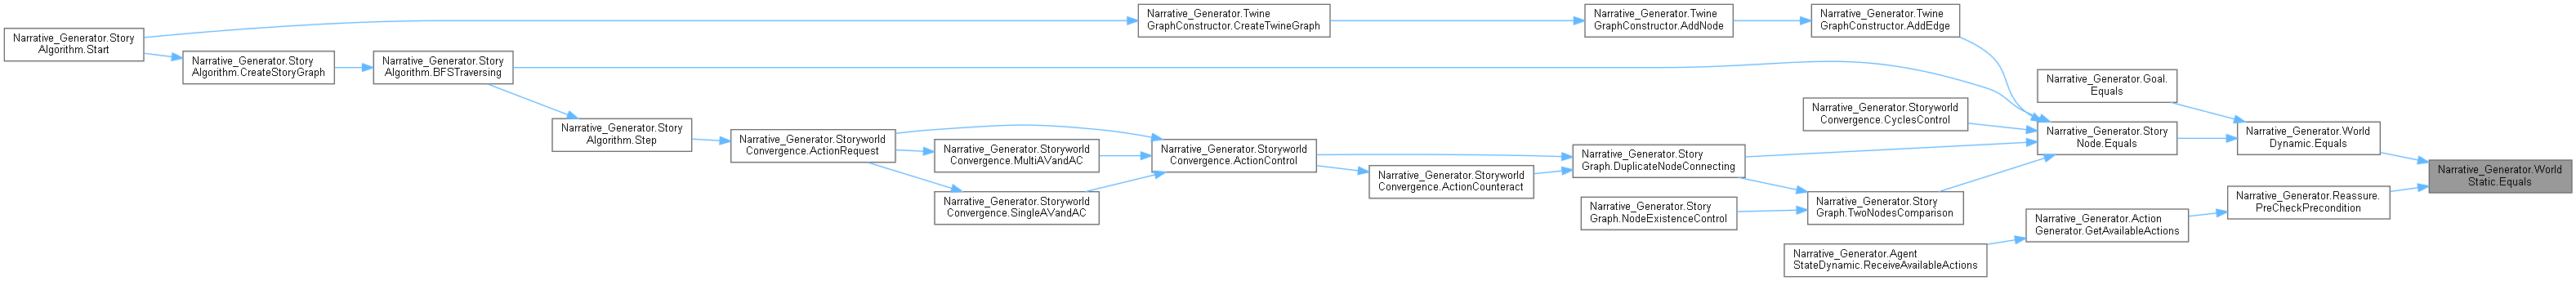 Narrative_Generator.Story
Algorithm.Start
Narrative_Generator.Story
Algorithm.CreateStoryGraph
Narrative_Generator.Story
Algorithm.BFSTraversing
Narrative_Generator.Story
Algorithm.Step
Narrative_Generator.Storyworld
Convergence.ActionRequest
Narrative_Generator.Storyworld
Convergence.MultiAVandAC
Narrative_Generator.Storyworld
Convergence.SingleAVandAC
Narrative_Generator.Twine
GraphConstructor.CreateTwineGraph
Narrative_Generator.Storyworld
Convergence.ActionControl
Narrative_Generator.Storyworld
Convergence.ActionCounteract
Narrative_Generator.Twine
GraphConstructor.AddNode
Narrative_Generator.Story
Graph.DuplicateNodeConnecting
Narrative_Generator.Story
Graph.NodeExistenceControl
Narrative_Generator.Twine
GraphConstructor.AddEdge
Narrative_Generator.Storyworld
Convergence.CyclesControl
Narrative_Generator.Story
Graph.TwoNodesComparison
Narrative_Generator.Agent
StateDynamic.ReceiveAvailableActions
Narrative_Generator.Goal.
Equals
Narrative_Generator.Story
Node.Equals
Narrative_Generator.Action
Generator.GetAvailableActions
Narrative_Generator.World
Dynamic.Equals
Narrative_Generator.Reassure.
PreCheckPrecondition
Narrative_Generator.World
Static.Equals